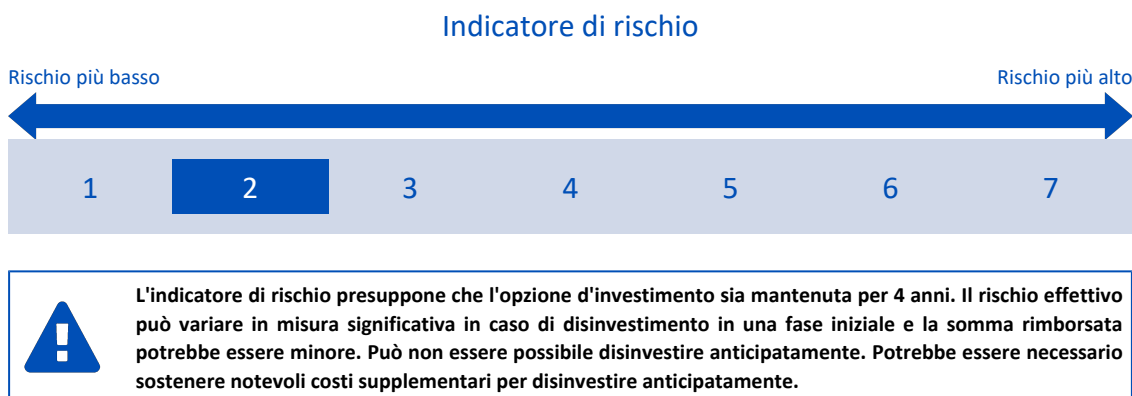 Indicatore di rischio
Rischio più basso
Rischio più alto
1 2 3 4 5 6 7
L'indicatore di rischio presuppone che l'opzione d'investimento sia mantenuta per 4 anni. Il rischio effettivo
può variare in misura significativa in caso di disinvestimento in una fase iniziale e la somma rimborsata
potrebbe essere minore. Può non essere possibile disinvestire anticipatamente. Potrebbe essere necessario
sostenere notevoli costi supplementari per disinvestire anticipatamente.